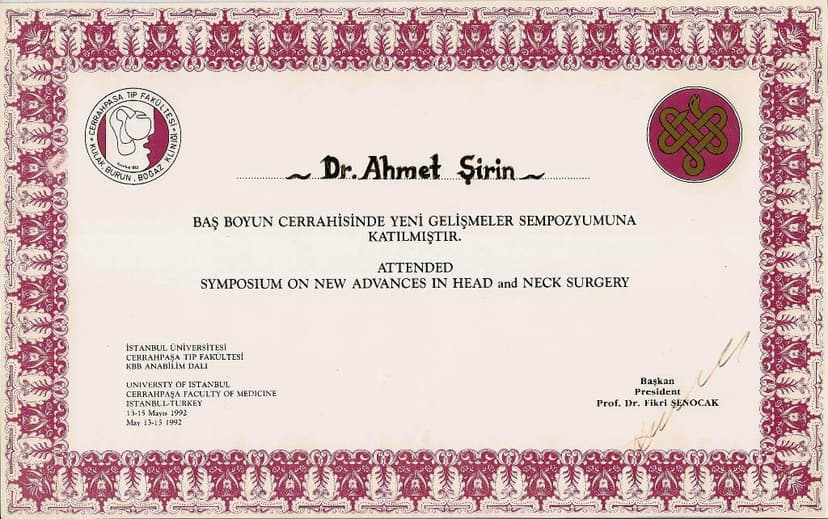 CERRAHPAŞA TIP FAKÜLTESİ
KULAK, BURUN, BOĞAZ KLİNİĞİ
Dr. Ahmet Şirin
BAŞ BOYUN CERRAHİSİNDE YENİ GELİŞMELER SEMPOZYUMUNA
KATILMIŞTIR.
ATTENDED
SYMPOSIUM ON NEW ADVANCES IN HEAD and NECK SURGERY
İSTANBUL ÜNİVERSİTESİ
CERRAHPAŞA TIP FAKÜLTESİ
KBB ANABİLİM DALI
UNIVERSTY OF ISTANBUL
CERRAHPAŞA FACULTY OF MEDICINE
ISTANBUL-TURKEY
13-15 Mayıs 1992
May 13-15 1992
Başkan
President
Prof. Dr. Fikri ŞENOCAK